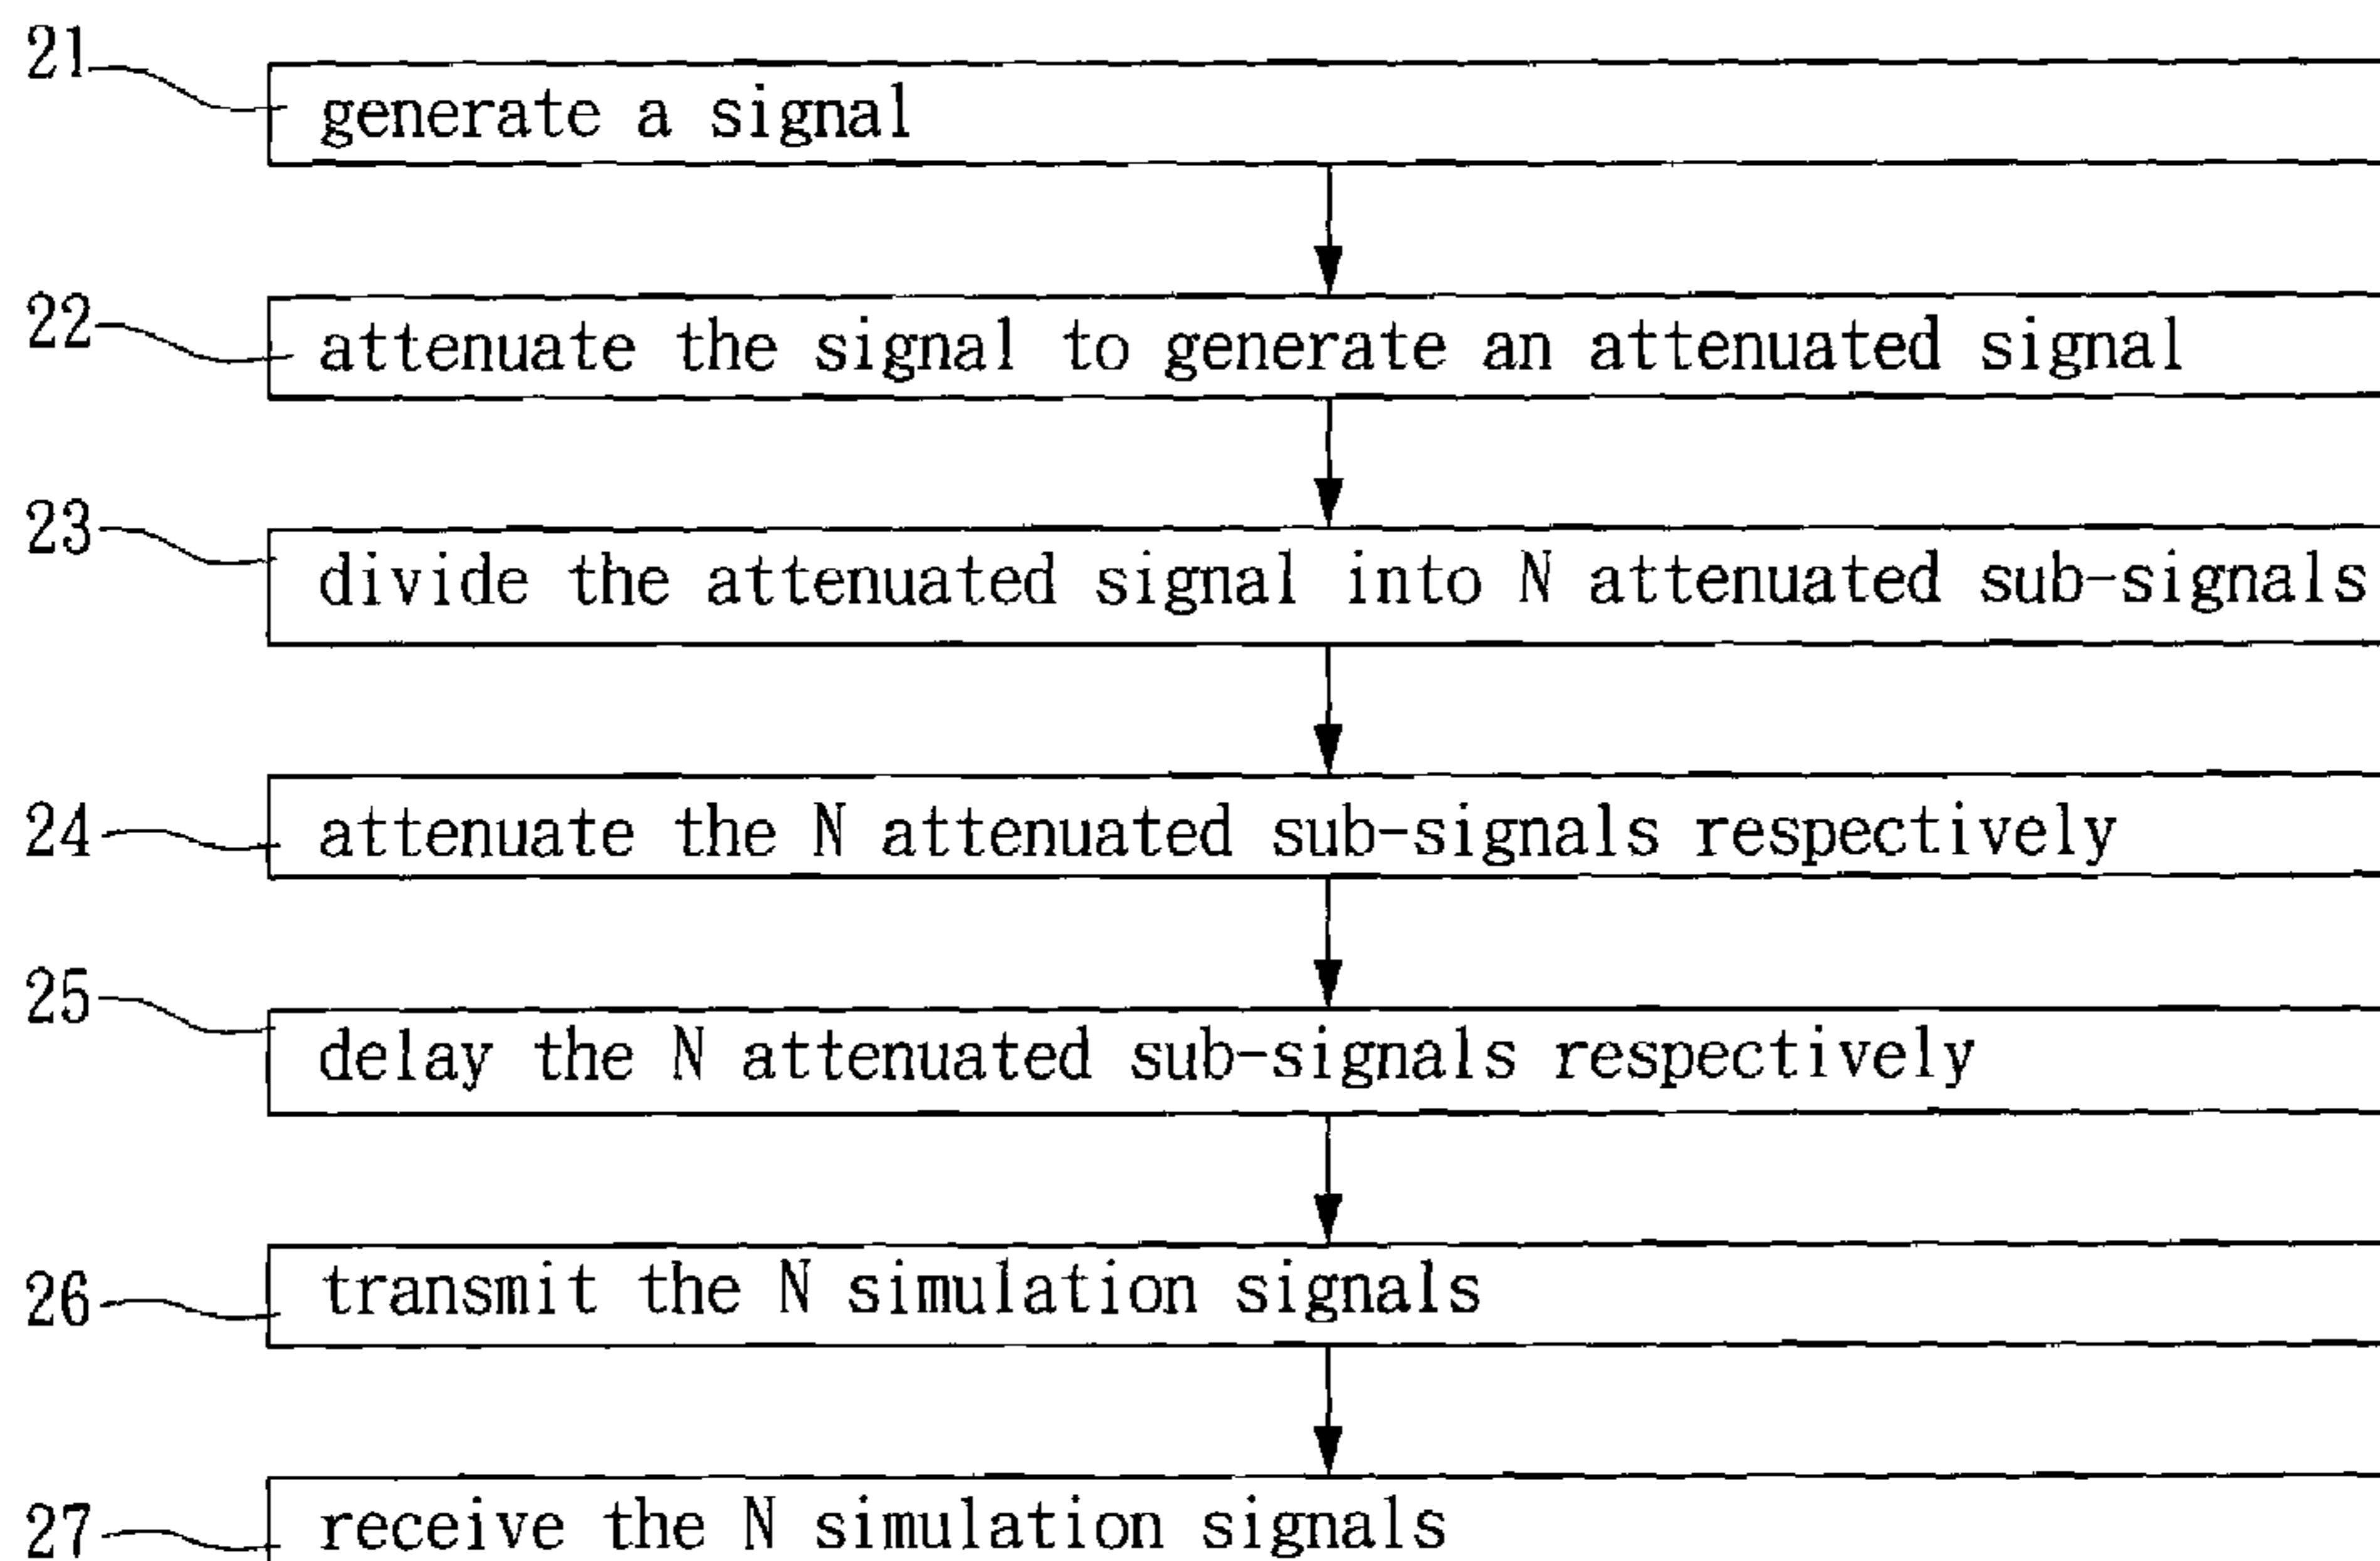 21
generate a signal
22
attenuate the signal to generate an attenuated signal
23
divide the attenuated signal into N attenuated sub-signals
24
attenuate the N attenuated sub-signals respectively
25
delay the N attenuated sub-signals respectively
26
transmit the N simulation signals
27
receive the N simulation signals